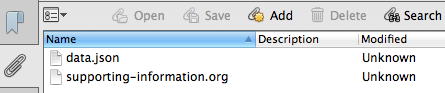 Open Save Add Delete Search
Name Description Modified
data.json Unknown
supporting-information.org Unknown